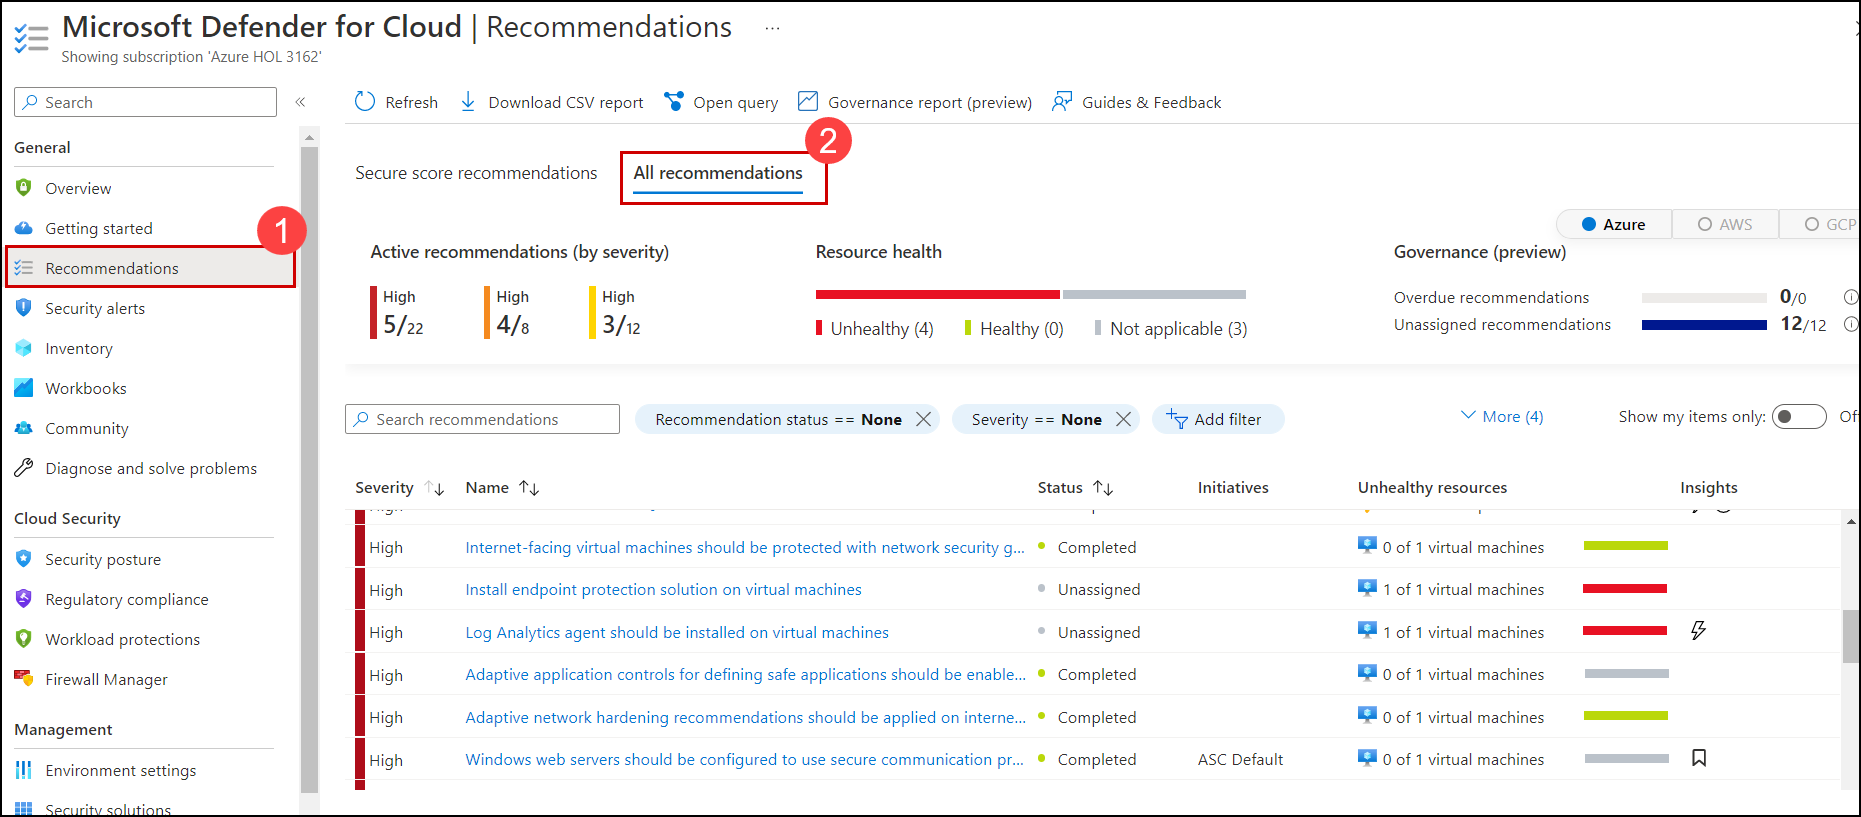 Microsoft Defender for Cloud | Recommendations ...
Showing subscription 'Azure HOL 3162'
Search
«
General
Overview
Getting started
1
Recommendations
Security alerts
Inventory
Workbooks
Community
Diagnose and solve problems
Cloud Security
Security posture
Regulatory compliance
Workload protections
Firewall Manager
Management
Environment settings
Security solutions
Refresh Download CSV report Open query Governance report (preview) Guides & Feedback
2
Secure score recommendations All recommendations
Azure AWS GCP
Active recommendations (by severity) Resource health Governance (preview)
High High High
5/22 4/8 3/12
Unhealthy (4) Healthy (0) Not applicable (3)
Overdue recommendations 0/0
Unassigned recommendations 12/12
Search recommendations Recommendation status == None Severity == None Add filter More (4) Show my items only:
Severity Name Status Initiatives Unhealthy resources Insights
High
High Internet-facing virtual machines should be protected with network security g... Completed 0 of 1 virtual machines
High Install endpoint protection solution on virtual machines Unassigned 1 of 1 virtual machines
High Log Analytics agent should be installed on virtual machines Unassigned 1 of 1 virtual machines
High Adaptive application controls for defining safe applications should be enable... Completed 0 of 1 virtual machines
High Adaptive network hardening recommendations should be applied on interne... Completed 0 of 1 virtual machines
High Windows web servers should be configured to use secure communication pr... Completed ASC Default 0 of 1 virtual machines